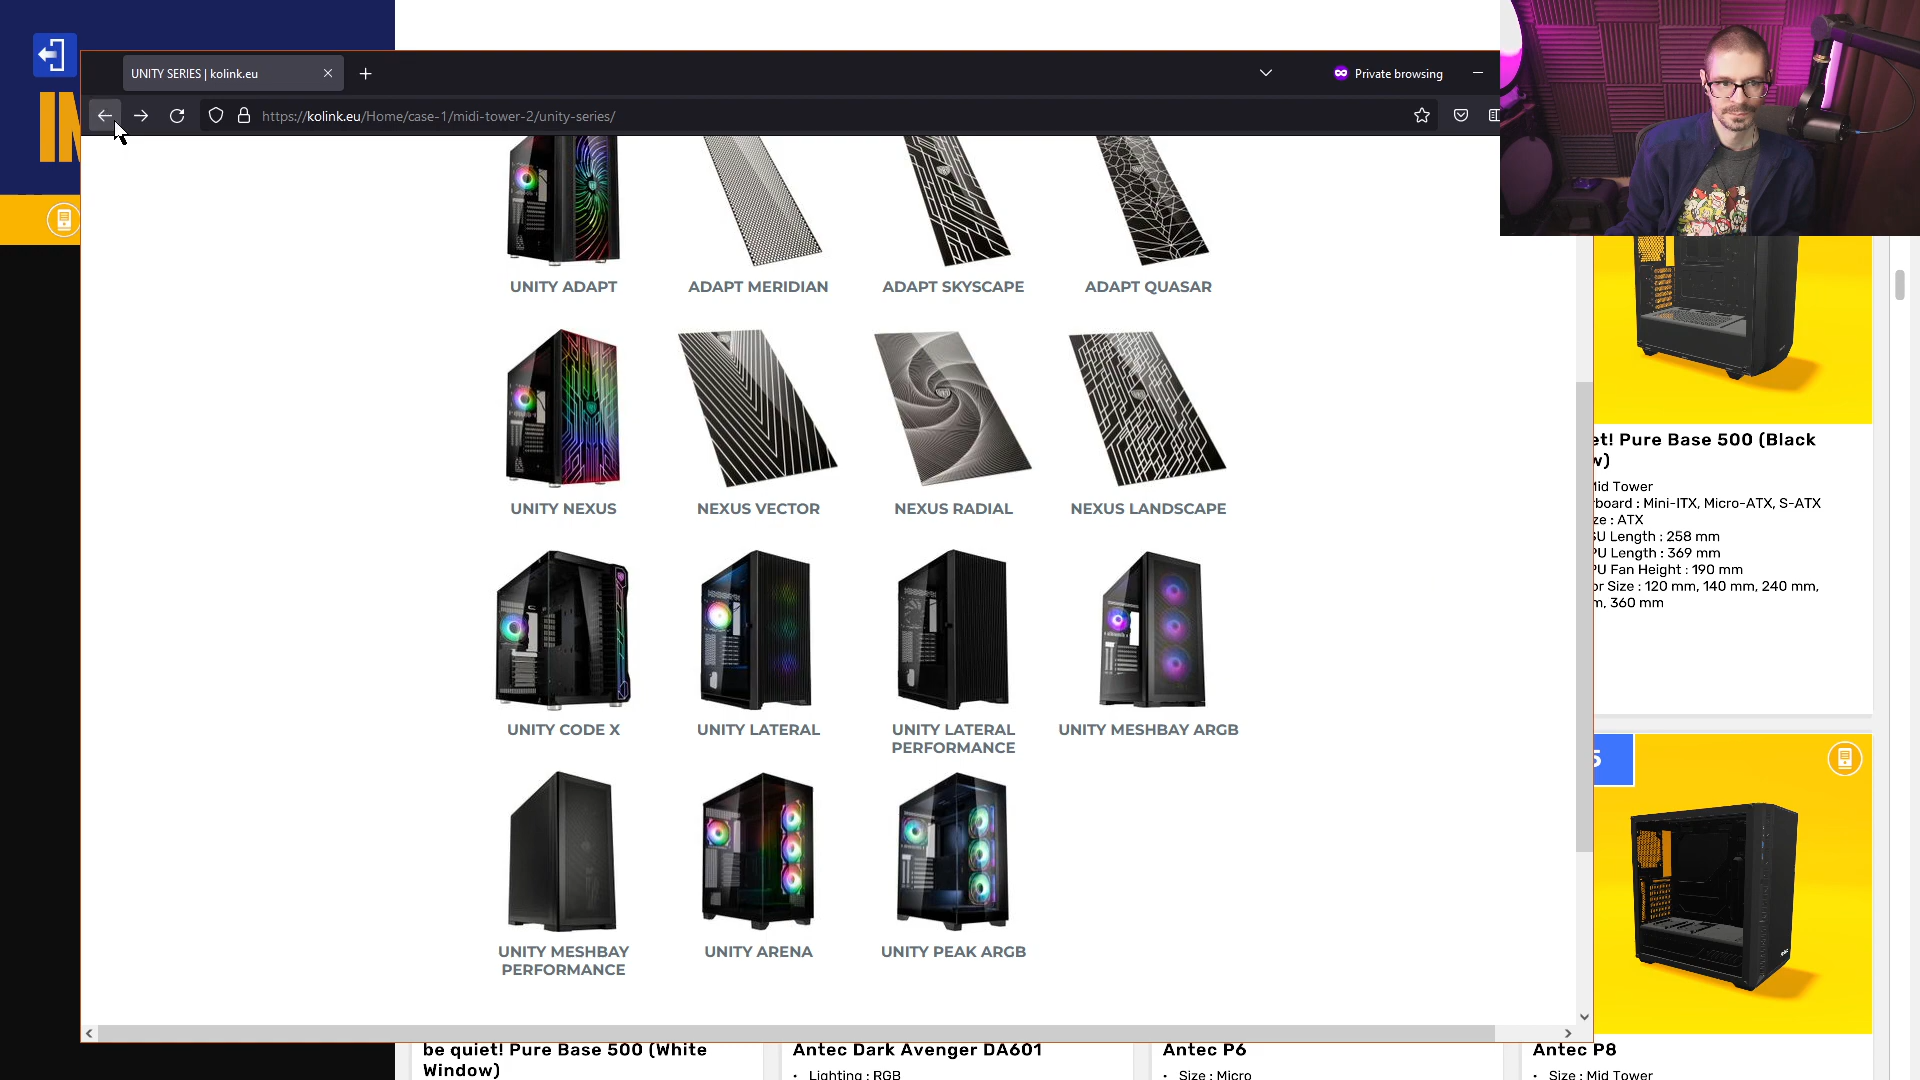 UNITY SERIES | kolink.eu
Private browsing
https://kolink.eu/Home/case-1/midi-tower-2/unity-series/
UNITY ADAPT
ADAPT MERIDIAN
ADAPT SKYSCAPE
ADAPT QUASAR
UNITY NEXUS
NEXUS VECTOR
NEXUS RADIAL
NEXUS LANDSCAPE
UNITY CODE X
UNITY LATERAL
UNITY LATERAL
PERFORMANCE
UNITY MESHBAY ARGB
UNITY MESHBAY
PERFORMANCE
UNITY ARENA
UNITY PEAK ARGB
et! Pure Base 500 (Black
w)
Mid Tower
rboard : Mini-ITX, Micro-ATX, S-ATX
ze : ATX
SU Length : 258 mm
PU Length : 369 mm
PU Fan Height : 190 mm
or Size : 120 mm, 140 mm, 240 mm,
m, 360 mm
5
be quiet! Pure Base 500 (White
Window)
Antec Dark Avenger DA601
• Lighting : RGB
Antec P6
• Size : Micro
Antec P8
• Size : Mid Tower